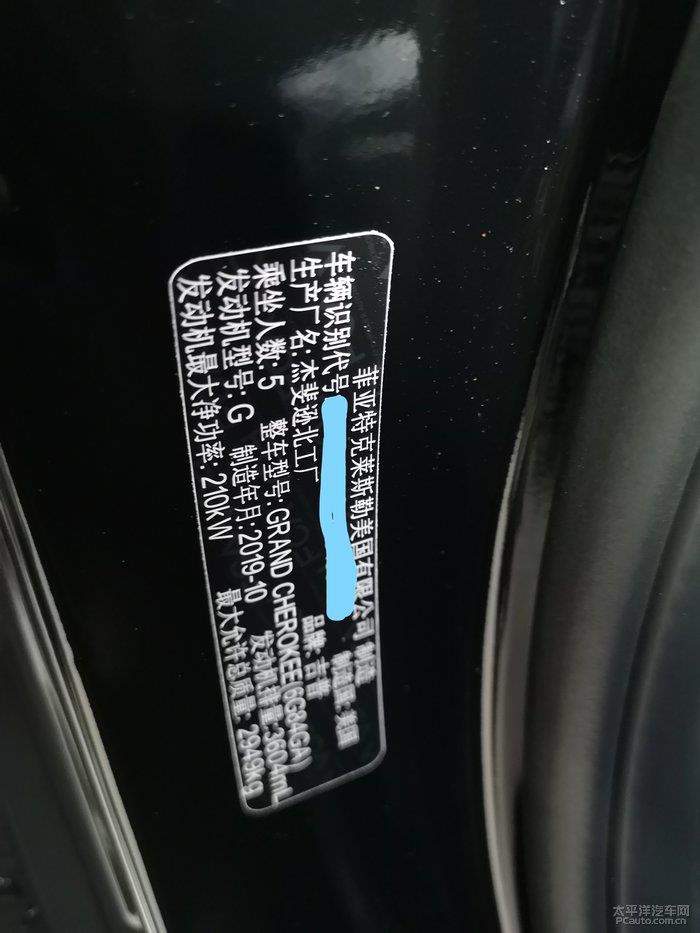 菲亚特克莱斯勒美国有限公司 制造
车辆识别代号 制造国:美国
生产厂名:杰斐逊北工厂 品牌:吉普
乘坐人数:5 整车型号:GRAND CHEROKEE(6G84GA)
发动机型号:G 制造年月:2019-10 发动机排量:3604mL
发动机最大净功率:210kW 最大允许总质量:2949kg
太平洋汽车网
PCauto.com.cn